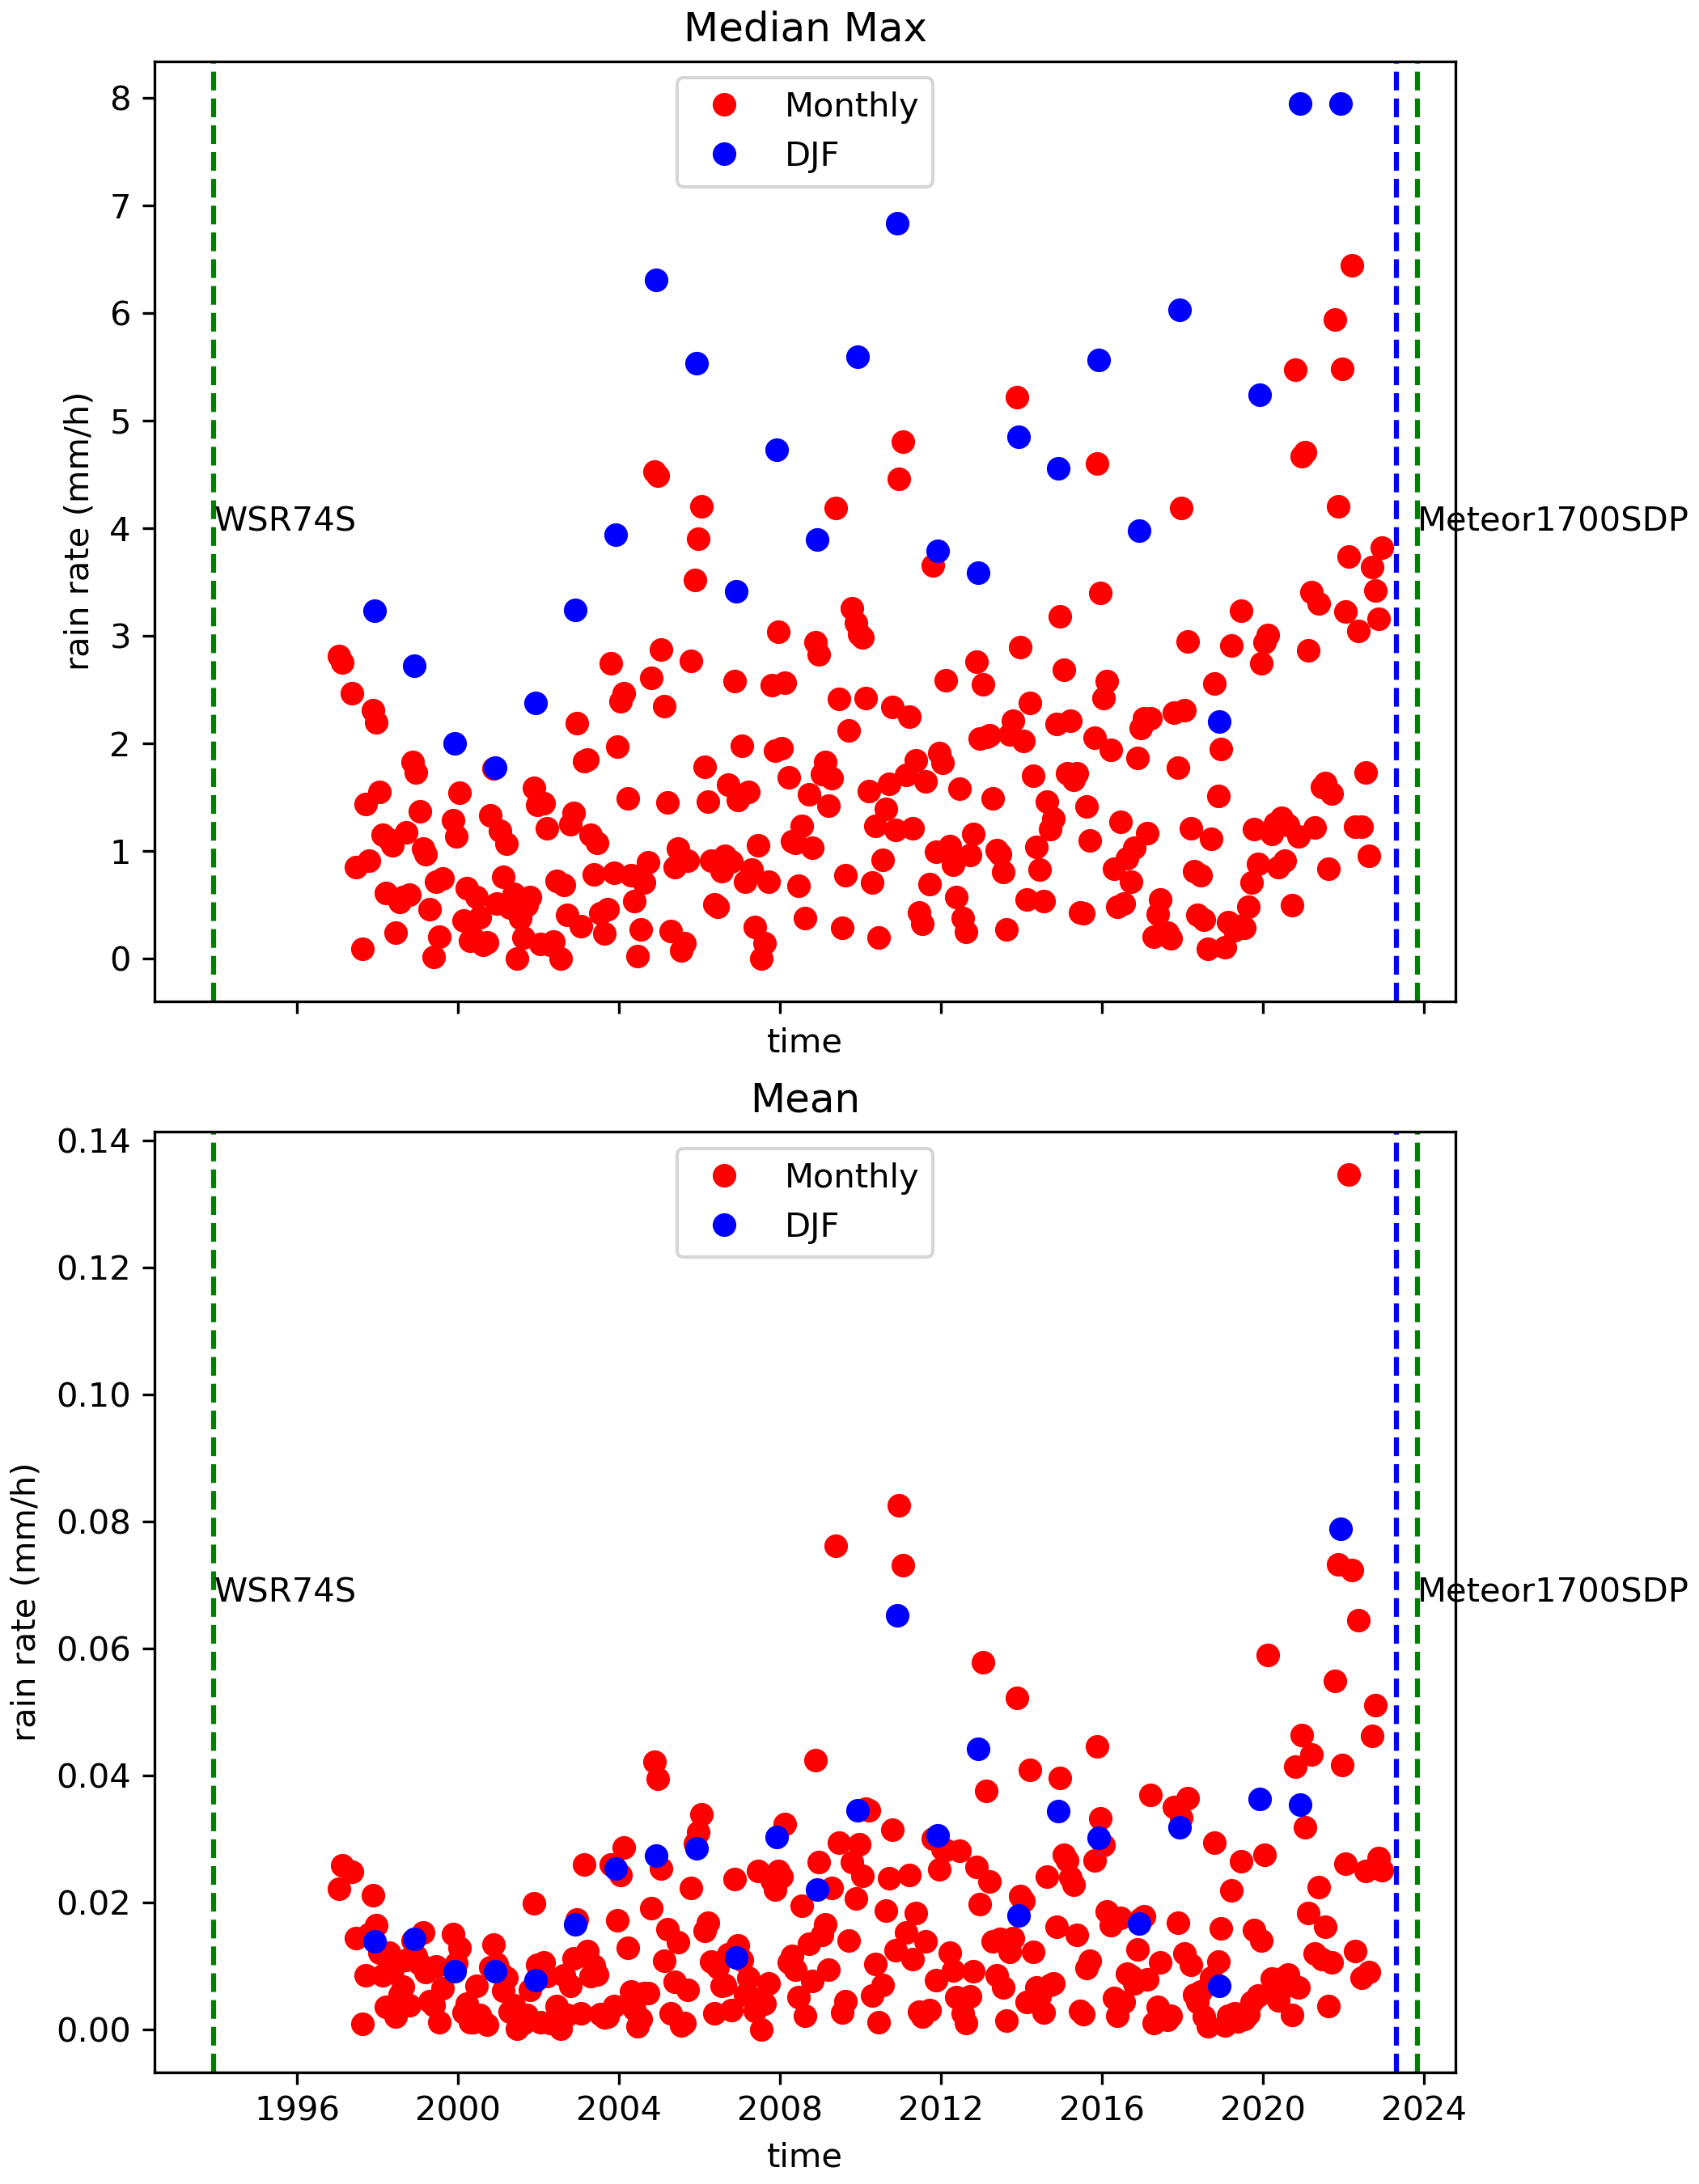 Median Max
Monthly
DJF
8
7
6
5
4
3
2
1
0
rain rate (mm/h)
WSR74S
Meteor1700SDP
time
Mean
Monthly
DJF
0.14
0.12
0.10
0.08
0.06
0.04
0.02
0.00
rain rate (mm/h)
WSR74S
Meteor1700SDP
1996 2000 2004 2008 2012 2016 2020 2024
time